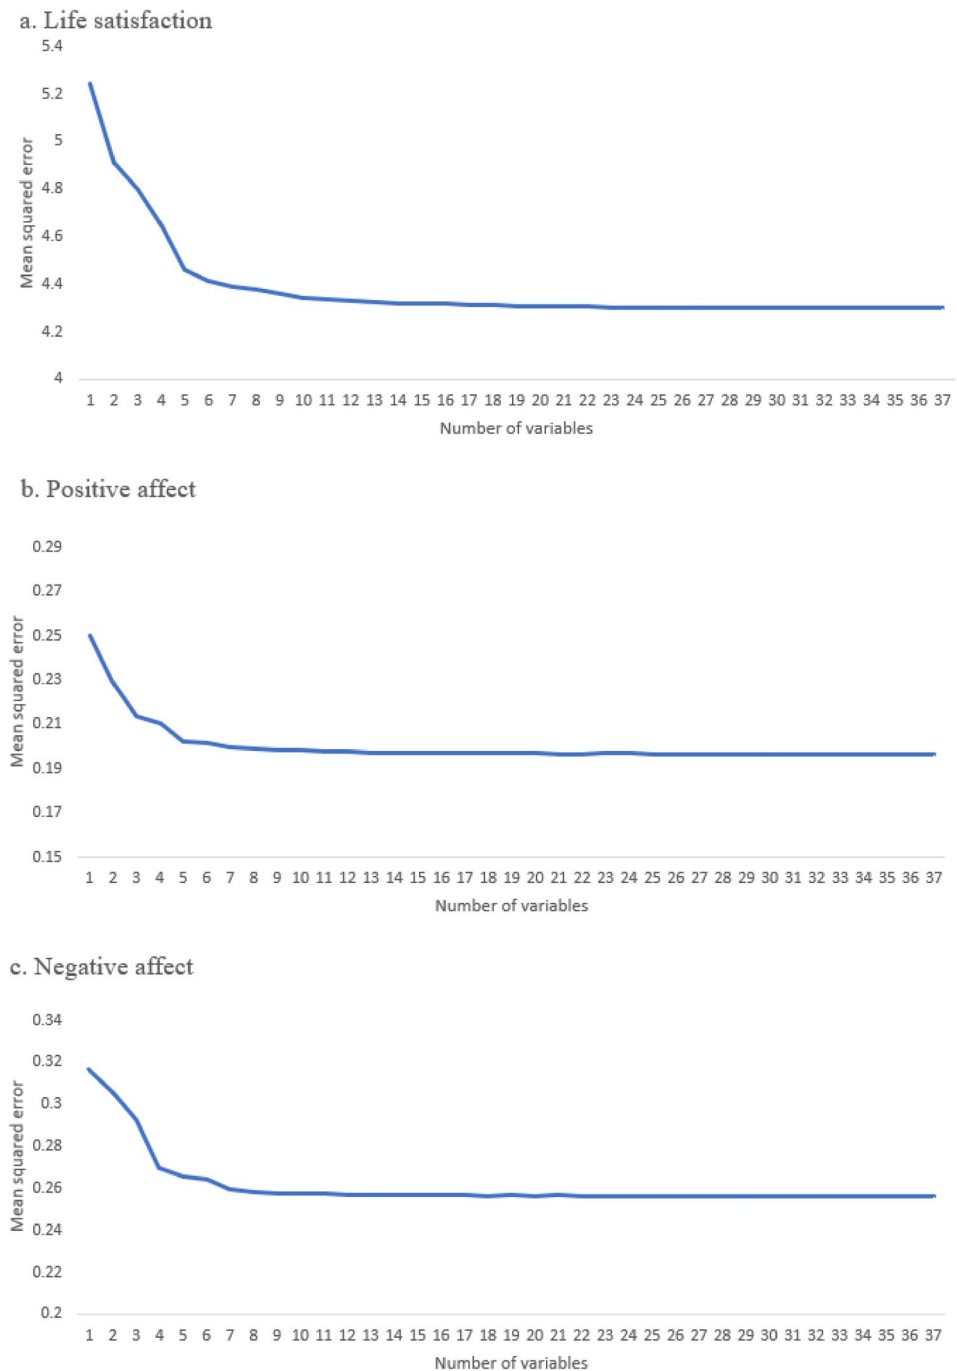 a. Life satisfaction
5.4
5.2
5
4.8
4.6
4.4
4.2
4
Mean squared error
1 2 3 4 5 6 7 8 9 10 11 12 13 14 15 16 17 18 19 20 21 22 23 24 25 26 27 28 29 30 31 32 33 34 35 36 37
Number of variables
b. Positive affect
0.29
0.27
0.25
0.23
0.21
0.19
0.17
0.15
Mean squared error
1 2 3 4 5 6 7 8 9 10 11 12 13 14 15 16 17 18 19 20 21 22 23 24 25 26 27 28 29 30 31 32 33 34 35 36 37
Number of variables
c. Negative affect
0.34
0.32
0.3
0.28
0.26
0.24
0.22
0.2
Mean squared error
1 2 3 4 5 6 7 8 9 10 11 12 13 14 15 16 17 18 19 20 21 22 23 24 25 26 27 28 29 30 31 32 33 34 35 36 37
Number of variables